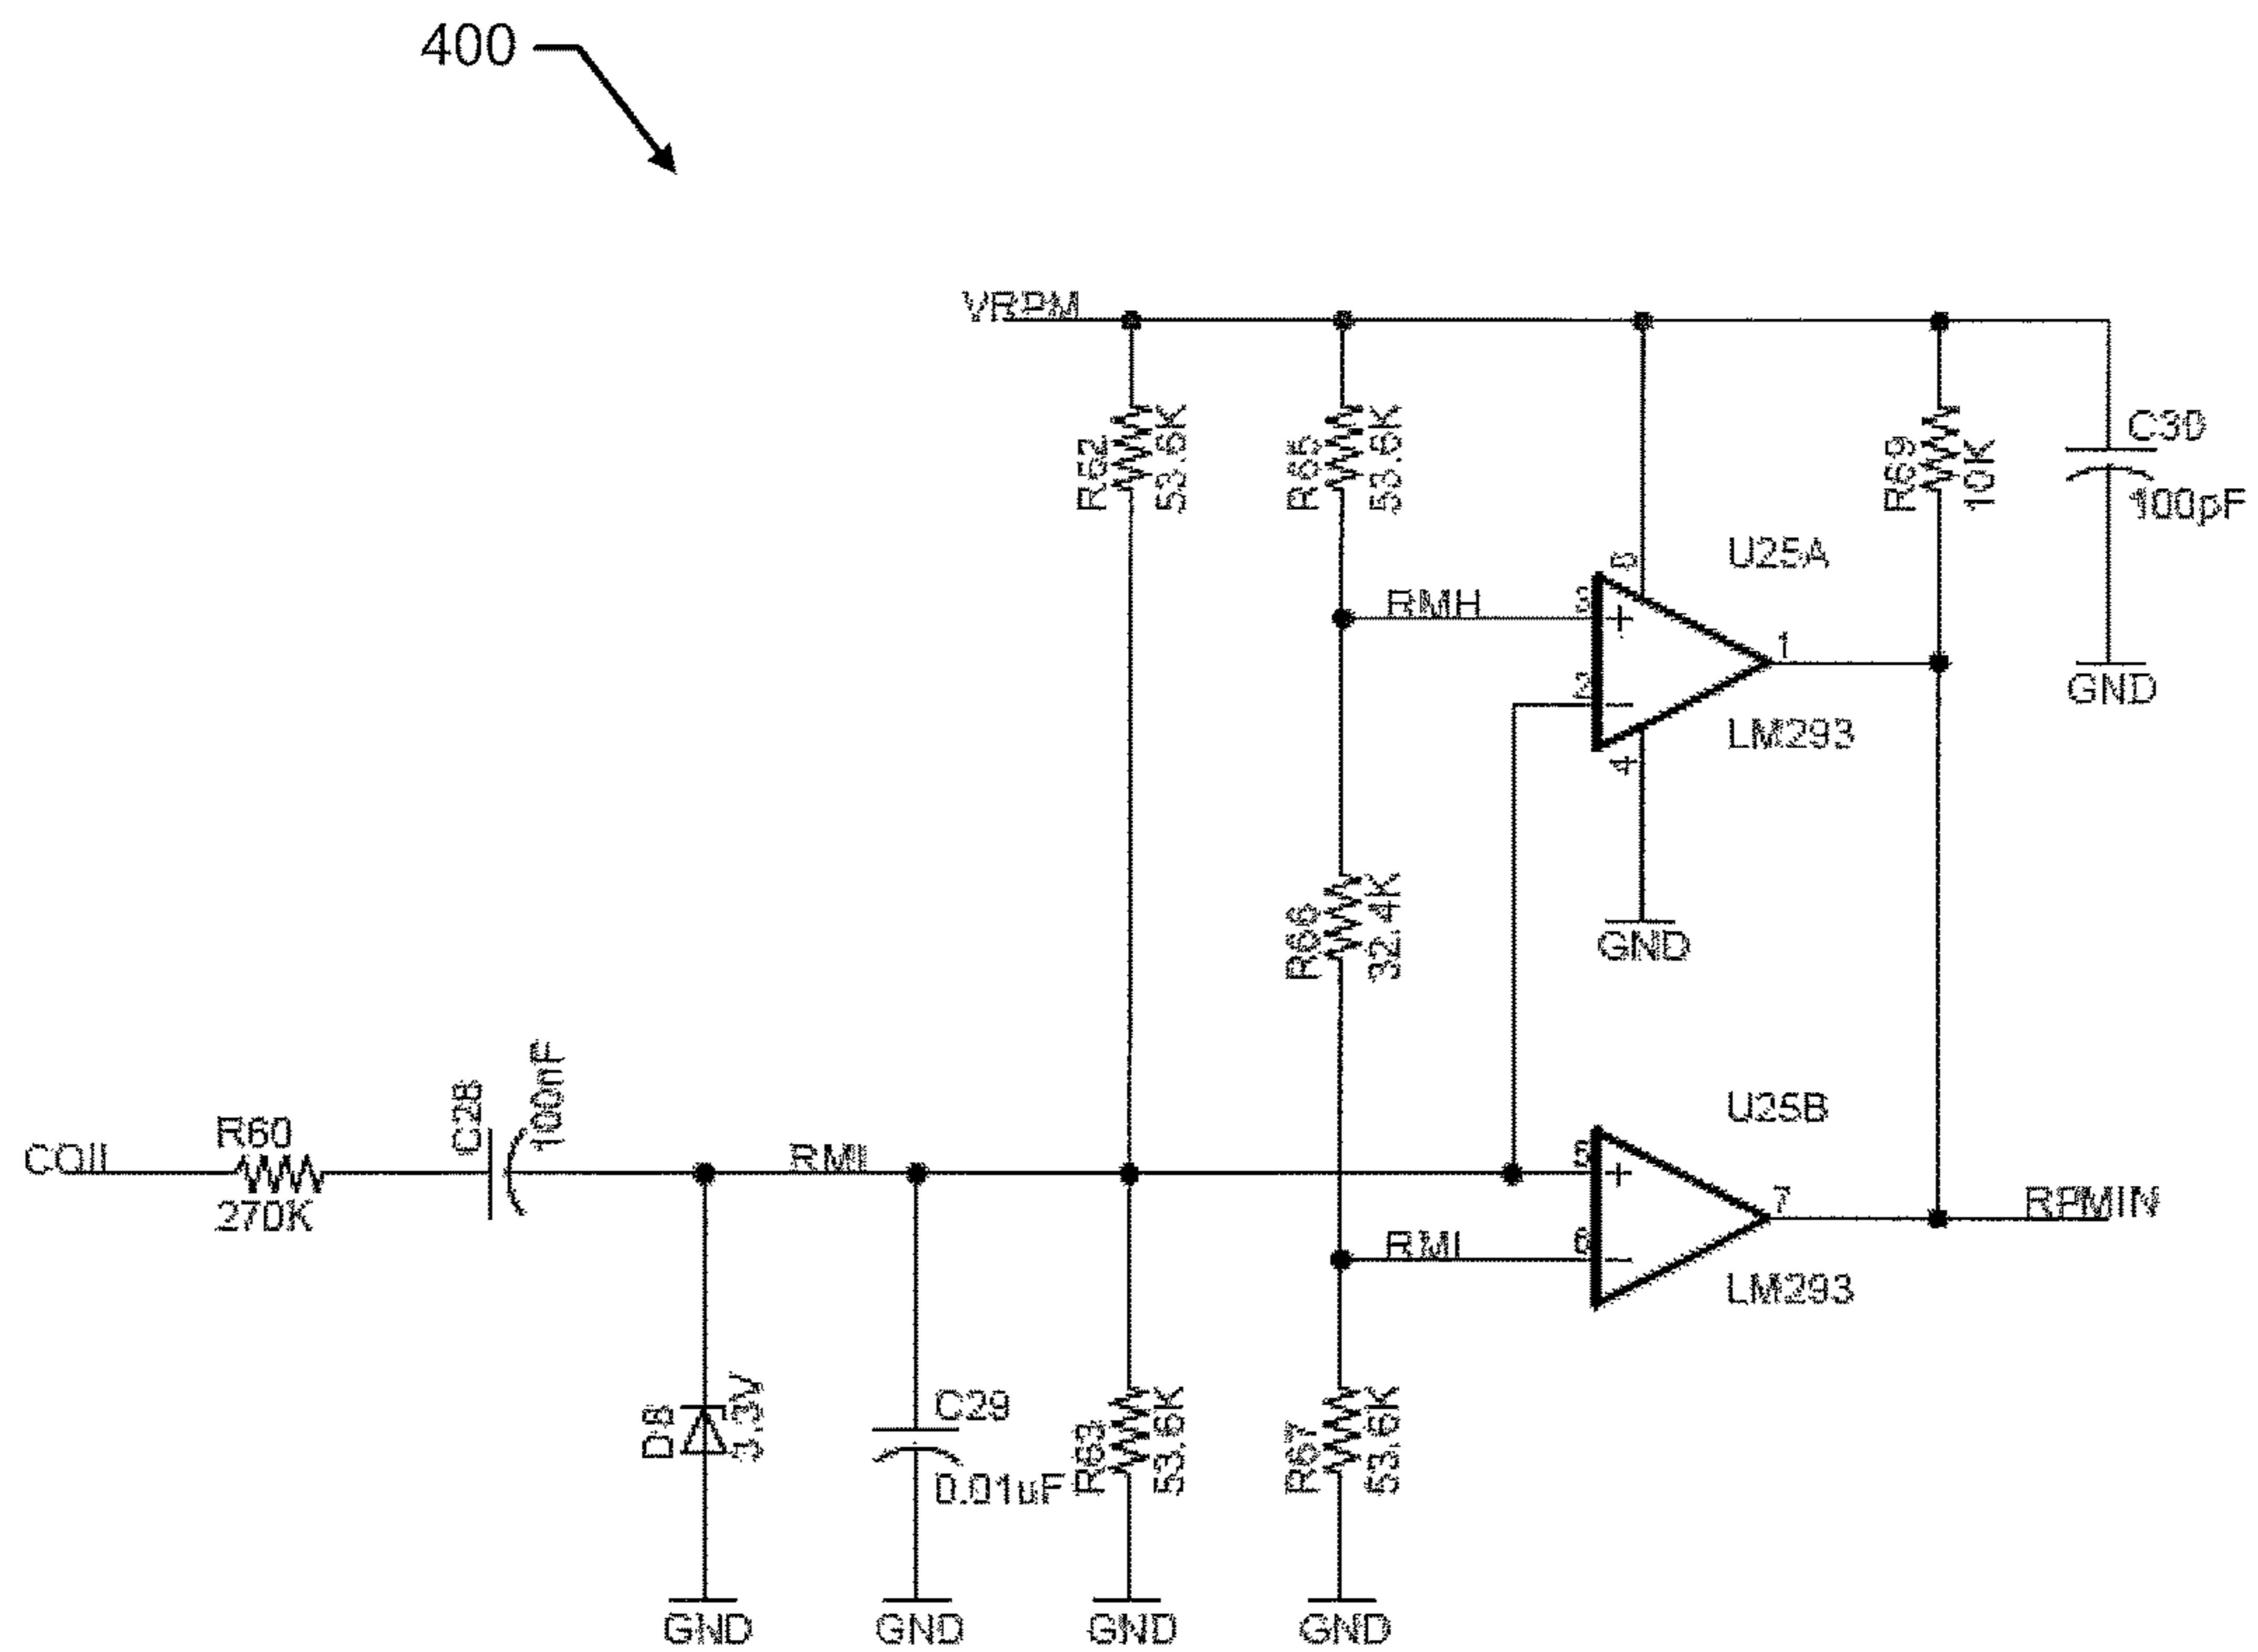 400
VRPM
R62
53.6K
R65
53.6K
R69
10K
C30
100pF
U25A
8
3
RMH
+
1
2
−
LM293
4
GND
GND
R66
32.4K
C28
100nF
U25B
R60
COIL
270K
RMI
5
+
7
RPMIN
RML
6
−
LM293
D8
3.3V
C29
0.01uF
R63
53.6K
R67
53.6K
GND
GND
GND
GND